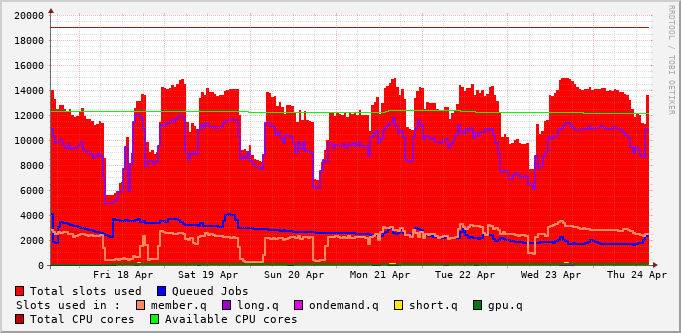 RRDTOOL / TOBI OETIKER
20000
18000
16000
14000
12000
10000
8000
6000
4000
2000
0
Fri 18 Apr Sat 19 Apr Sun 20 Apr Mon 21 Apr Tue 22 Apr Wed 23 Apr Thu 24 Apr
Total slots used Queued Jobs
Slots used in : member.q long.q ondemand.q short.q gpu.q
Total CPU cores Available CPU cores